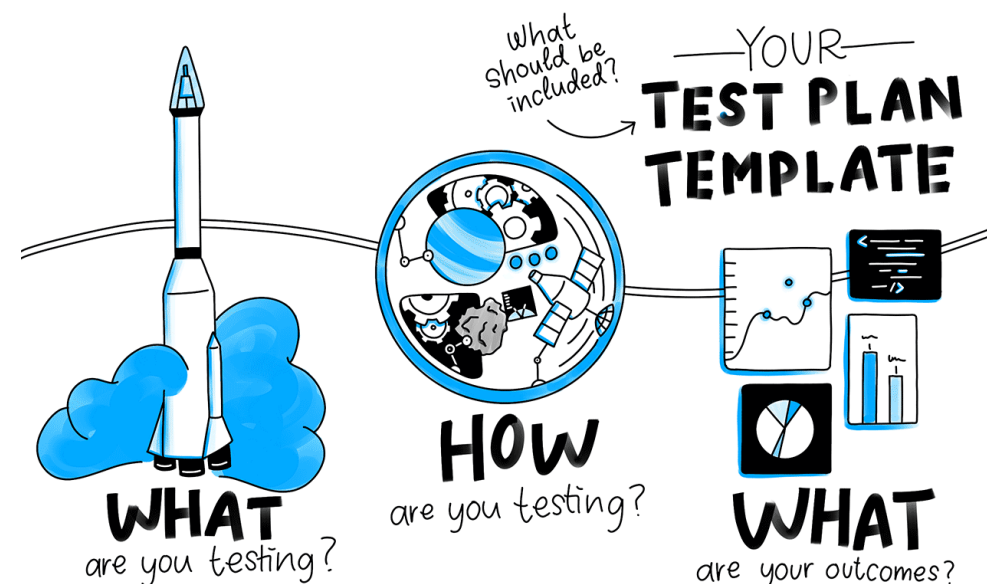 What
should be
included?
YOUR
TEST PLAN
TEMPLATE
WHAT
are you testing?
HOW
are you testing?
WHAT
are your outcomes?